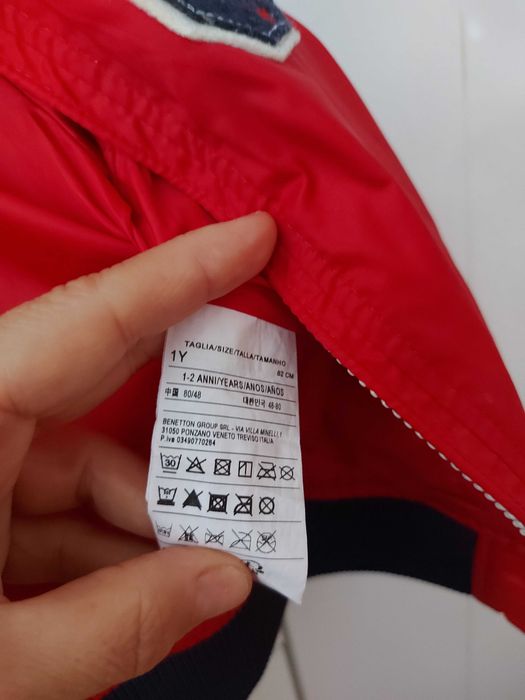 TAGLIA/SIZE/TALLA/TAMANHO
1Y 82 CM
1-2 ANNI/YEARS/ANOS/AÑOS
中国 80/48 대한민국 48-80
BENETTON GROUP SRL - VIA VILLA MINELLI, 1
31050 PONZANO VENETO TREVISO ITALIA
P.Iva 03490770264
30